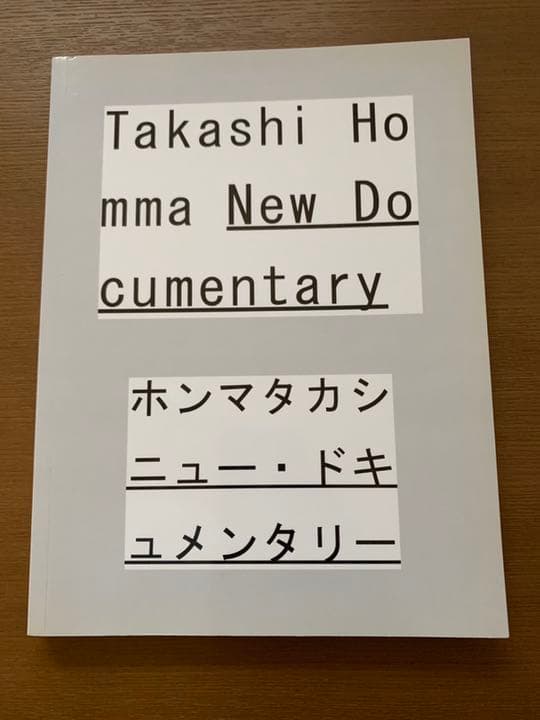 Takashi Ho
mma New Do
cumentary
ホンマタカシ
ニュー・ドキ
ュメンタリー